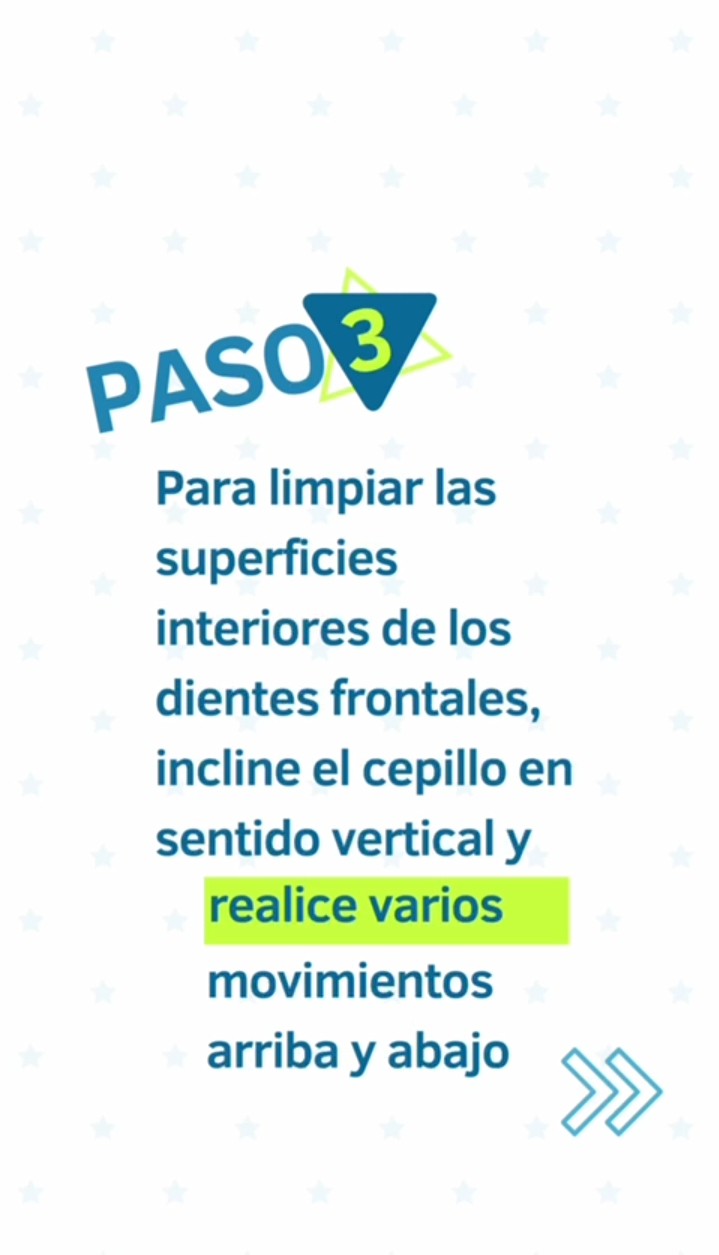 PASO 3
Para limpiar las
superficies
interiores de los
dientes frontales,
incline el cepillo en
sentido vertical y
realice varios
movimientos
arriba y abajo